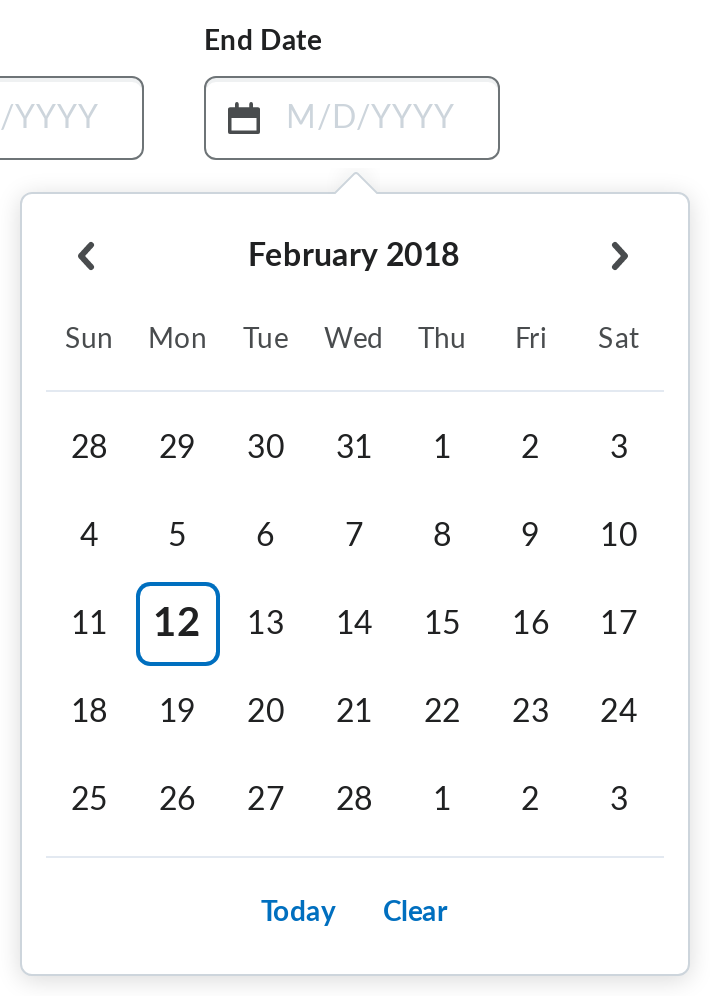 End Date
/YYYY M/D/YYYY
February 2018
Sun Mon Tue Wed Thu Fri Sat
28 29 30 31 1 2 3
4 5 6 7 8 9 10
11 12 13 14 15 16 17
18 19 20 21 22 23 24
25 26 27 28 1 2 3
Today Clear